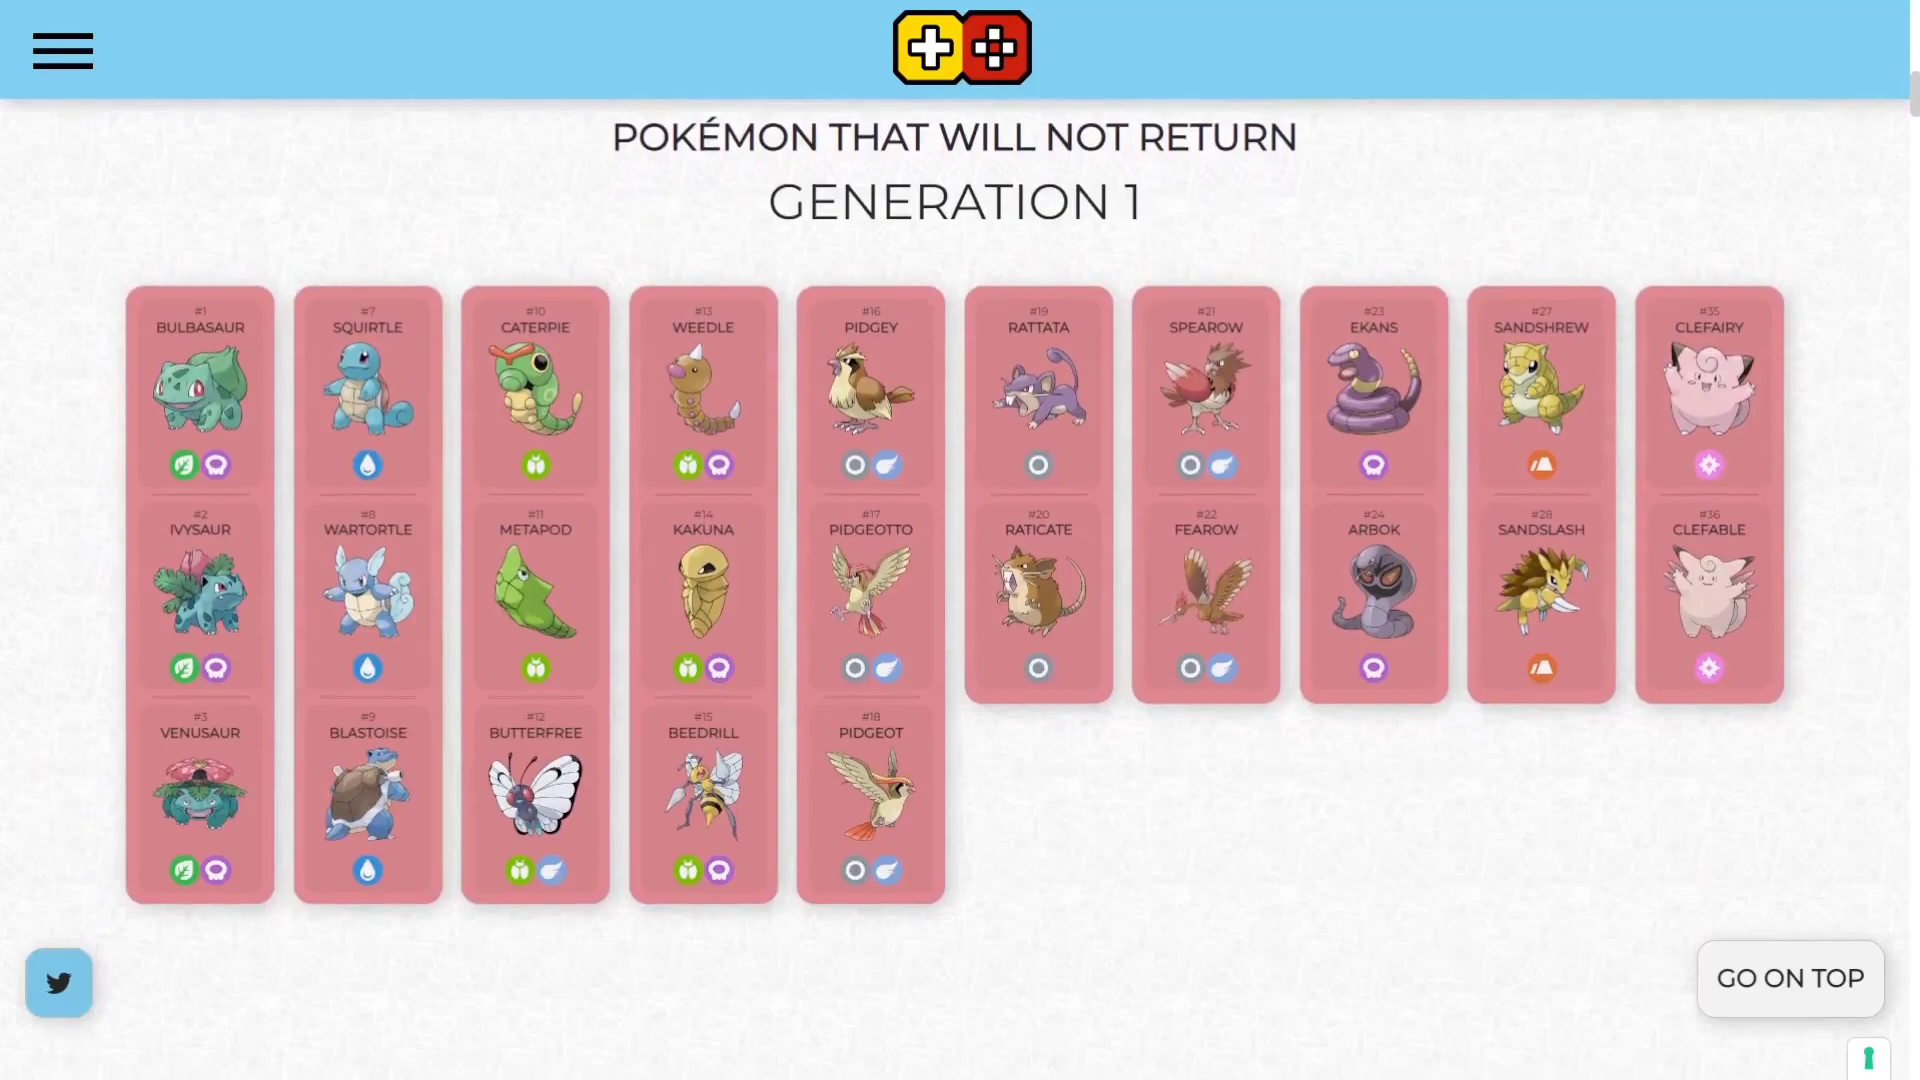 POKÉMON THAT WILL NOT RETURN
GENERATION 1
#1 #7 #10 #13 #16 #19 #21 #23 #27 #35
BULBASAUR SQUIRTLE CATERPIE WEEDLE PIDGEY RATTATA SPEAROW EKANS SANDSHREW CLEFAIRY
#2 #8 #11 #14 #17 #20 #22 #24 #28 #36
IVYSAUR WARTORTLE METAPOD KAKUNA PIDGEOTTO RATICATE FEAROW ARBOK SANDSLASH CLEFABLE
#3 #9 #12 #15 #18
VENUSAUR BLASTOISE BUTTERFREE BEEDRILL PIDGEOT
GO ON TOP